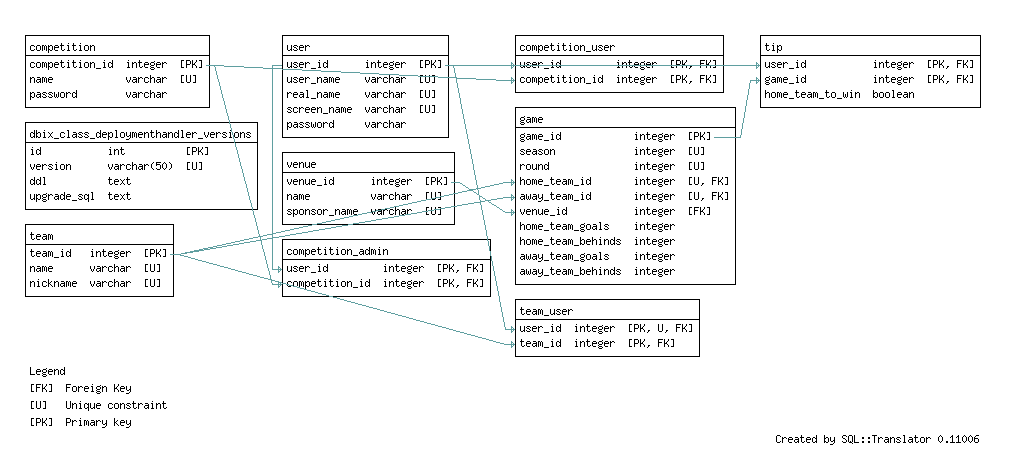 competition
competition_id integer [PK]
name varchar [U]
password varchar
dbix_class_deploymenthandler_versions
id int [PK]
version varchar(50) [U]
ddl text
upgrade_sql text
team
team_id integer [PK]
name varchar [U]
nickname varchar [U]
user
user_id integer [PK]
user_name varchar [U]
real_name varchar [U]
screen_name varchar [U]
password varchar
venue
venue_id integer [PK]
name varchar [U]
sponsor_name varchar [U]
competition_admin
user_id integer [PK, FK]
competition_id integer [PK, FK]
competition_user
user_id integer [PK, FK]
competition_id integer [PK, FK]
game
game_id integer [PK]
season integer [U]
round integer [U]
home_team_id integer [U, FK]
away_team_id integer [U, FK]
venue_id integer [FK]
home_team_goals integer
home_team_behinds integer
away_team_goals integer
away_team_behinds integer
team_user
user_id integer [PK, U, FK]
team_id integer [PK, FK]
tip
user_id integer [PK, FK]
game_id integer [PK, FK]
home_team_to_win boolean
Legend
[FK] Foreign Key
[U] Unique constraint
[PK] Primary key
Created by SQL::Translator 0.11006